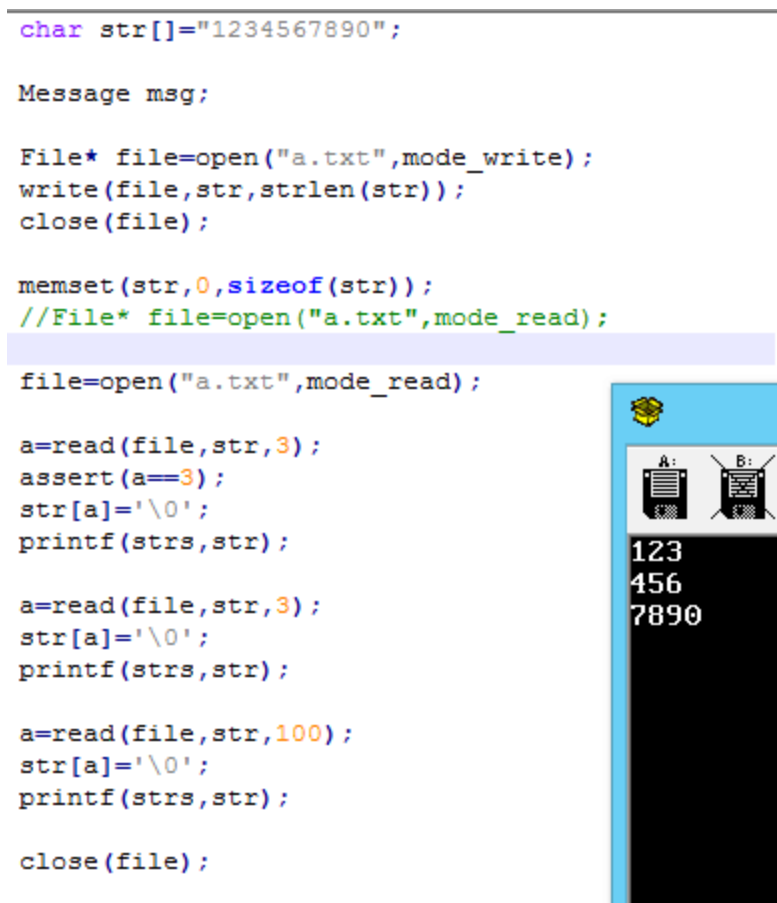 char str[]="1234567890";
Message msg;
File* file=open("a.txt",mode_write);
write(file,str,strlen(str));
close(file);
memset(str,0,sizeof(str));
//File* file=open("a.txt",mode_read);
file=open("a.txt",mode_read);
a=read(file,str,3);
assert(a==3);
str[a]='\0';
printf(strs,str);
a=read(file,str,3);
str[a]='\0';
printf(strs,str);
a=read(file,str,100);
str[a]='\0';
printf(strs,str);
close(file);
A: B:
123
456
7890